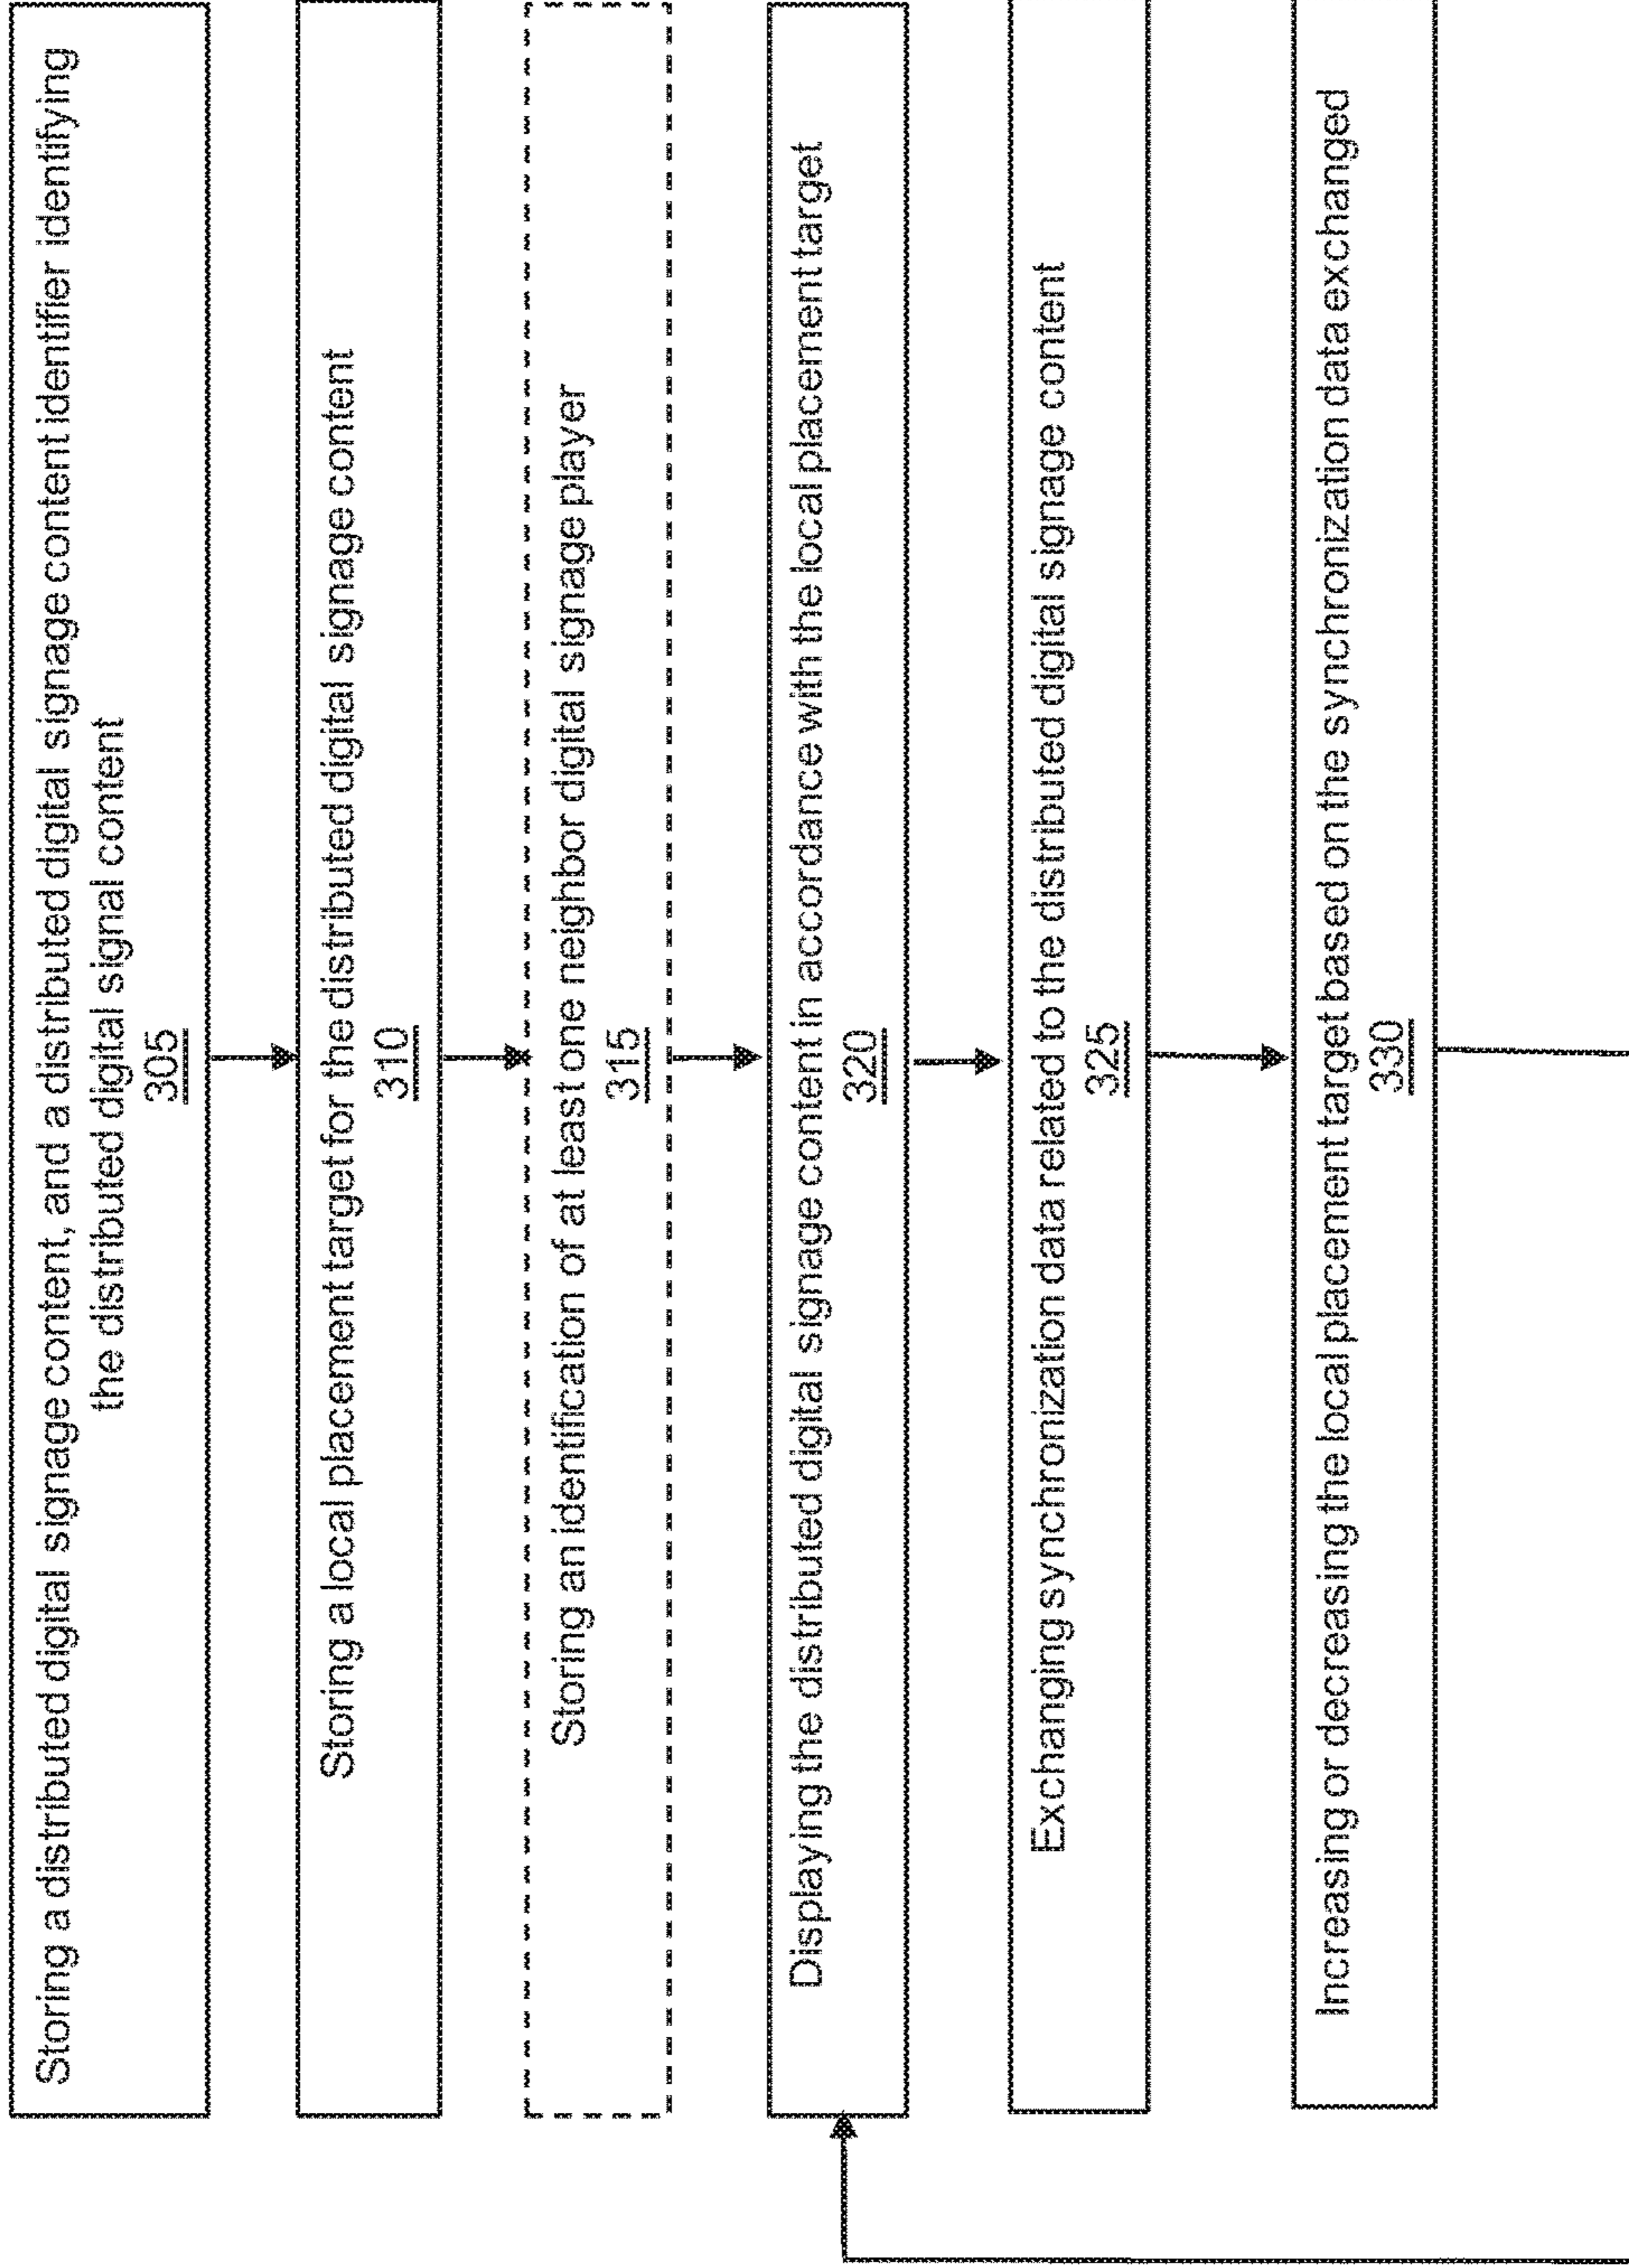 Storing a distributed digital signage content, and a distributed digital signage content identifier identifying
the distributed digital signal content
305
Storing a local placement target for the distributed digital signage content
310
Storing an identification of at least one neighbor digital signage player
315
Displaying the distributed digital signage content in accordance with the local placement target
320
Exchanging synchronization data related to the distributed digital signage content
325
Increasing or decreasing the local placement target based on the synchronization data exchanged
330